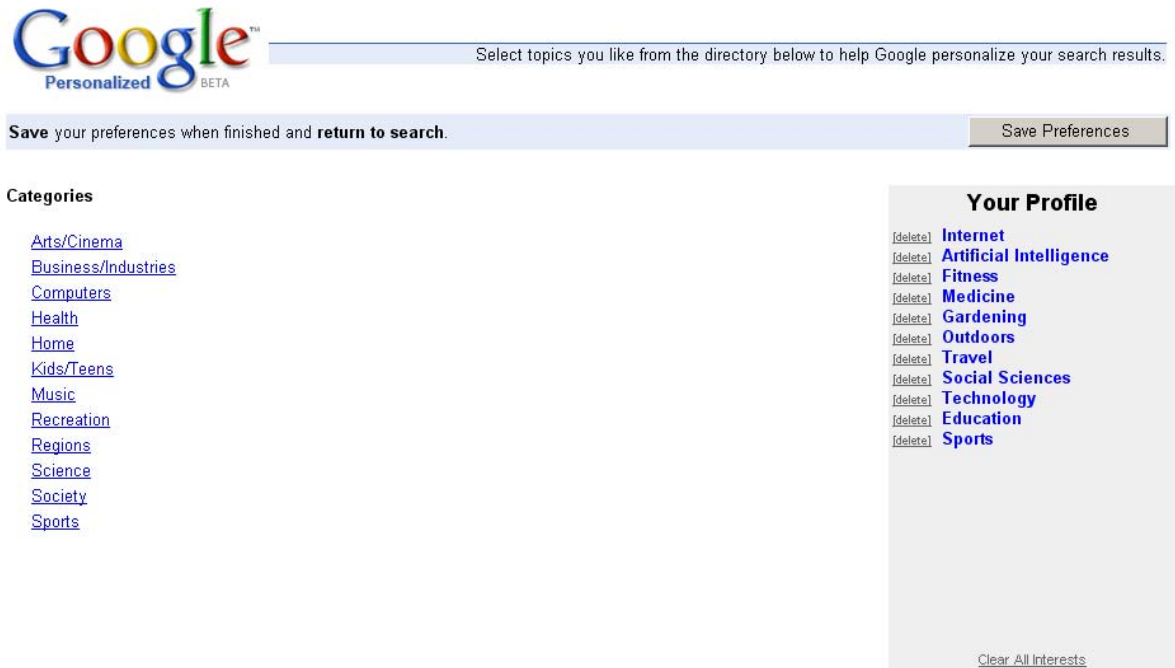 Google™
Personalized BETA
Select topics you like from the directory below to help Google personalize your search results.
Save your preferences when finished and return to search.
Save Preferences
Categories
Arts/Cinema
Business/Industries
Computers
Health
Home
Kids/Teens
Music
Recreation
Regions
Science
Society
Sports
Your Profile
[delete] Internet
[delete] Artificial Intelligence
[delete] Fitness
[delete] Medicine
[delete] Gardening
[delete] Outdoors
[delete] Travel
[delete] Social Sciences
[delete] Technology
[delete] Education
[delete] Sports
Clear All Interests